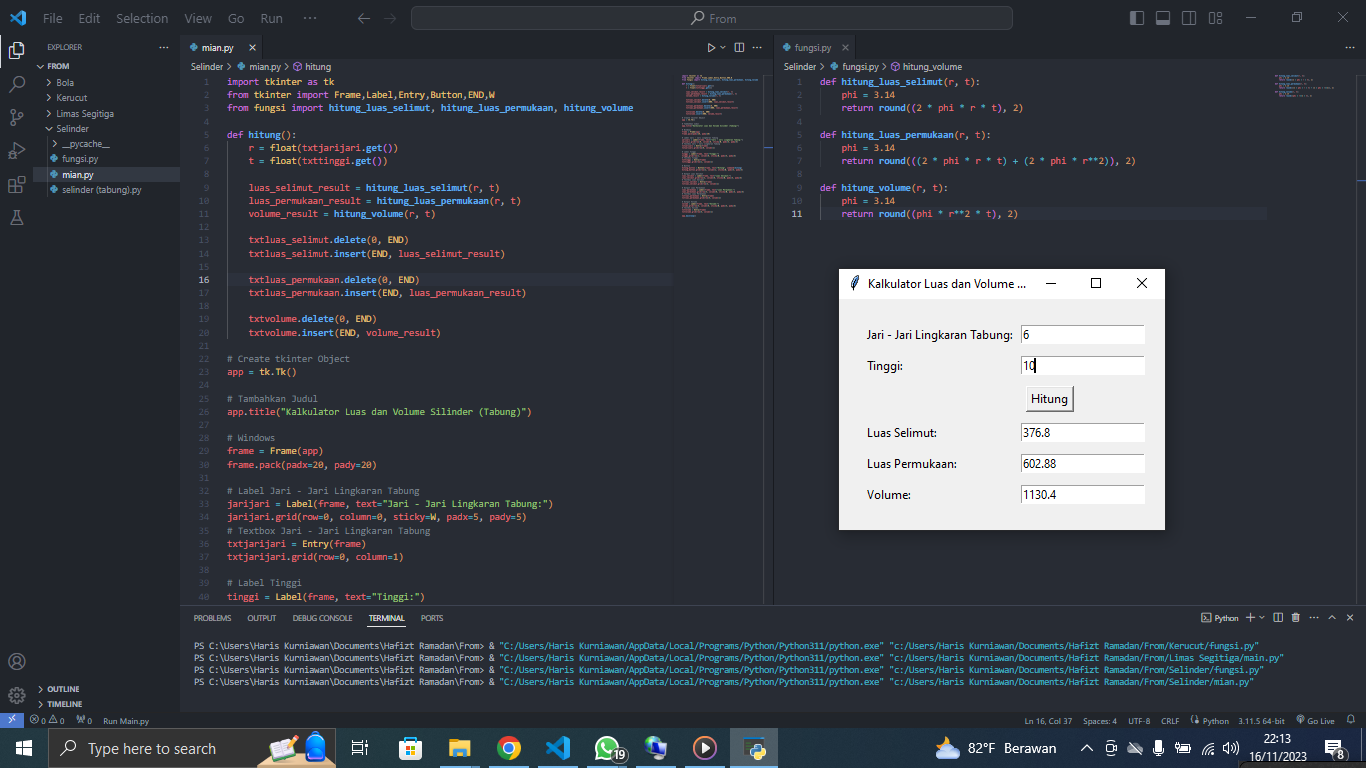 File Edit Selection View Go Run ··· From
EXPLORER ···
FROM
Bola
Kerucut
Limas Segitiga
Selinder
__pycache__
fungsi.py
mian.py
selinder (tabung).py
OUTLINE
TIMELINE
mian.py
Selinder > mian.py > hitung
1 import tkinter as tk
2 from tkinter import Frame,Label,Entry,Button,END,W
3 from fungsi import hitung_luas_selimut, hitung_luas_permukaan, hitung_volume
4
5 def hitung():
6 r = float(txtjarijari.get())
7 t = float(txttinggi.get())
8
9 luas_selimut_result = hitung_luas_selimut(r, t)
10 luas_permukaan_result = hitung_luas_permukaan(r, t)
11 volume_result = hitung_volume(r, t)
12
13 txtluas_selimut.delete(0, END)
14 txtluas_selimut.insert(END, luas_selimut_result)
15
16 txtluas_permukaan.delete(0, END)
17 txtluas_permukaan.insert(END, luas_permukaan_result)
18
19 txtvolume.delete(0, END)
20 txtvolume.insert(END, volume_result)
21
22 # Create tkinter Object
23 app = tk.Tk()
24
25 # Tambahkan Judul
26 app.title("Kalkulator Luas dan Volume Silinder (Tabung)")
27
28 # Windows
29 frame = Frame(app)
30 frame.pack(padx=20, pady=20)
31
32 # Label Jari - Jari Lingkaran Tabung
33 jarijari = Label(frame, text="Jari - Jari Lingkaran Tabung:")
34 jarijari.grid(row=0, column=0, sticky=W, padx=5, pady=5)
35 # Textbox Jari - Jari Lingkaran Tabung
36 txtjarijari = Entry(frame)
37 txtjarijari.grid(row=0, column=1)
38
39 # Label Tinggi
40 tinggi = Label(frame, text="Tinggi:")
fungsi.py
Selinder > fungsi.py > hitung_volume
1 def hitung_luas_selimut(r, t):
2 phi = 3.14
3 return round((2 * phi * r * t), 2)
4
5 def hitung_luas_permukaan(r, t):
6 phi = 3.14
7 return round(((2 * phi * r * t) + (2 * phi * r**2)), 2)
8
9 def hitung_volume(r, t):
10 phi = 3.14
11 return round((phi * r**2 * t), 2)
Kalkulator Luas dan Volume ...
Jari - Jari Lingkaran Tabung: 6
Tinggi: 10
Hitung
Luas Selimut: 376.8
Luas Permukaan: 602.88
Volume: 1130.4
PROBLEMS OUTPUT DEBUG CONSOLE TERMINAL PORTS Python
PS C:\Users\Haris Kurniawan\Documents\Hafizt Ramadan\From> & "C:/Users/Haris Kurniawan/AppData/Local/Programs/Python/Python311/python.exe" "c:/Users/Haris Kurniawan/Documents/Hafizt Ramadan/From/Kerucut/fungsi.py"
PS C:\Users\Haris Kurniawan\Documents\Hafizt Ramadan\From> & "C:/Users/Haris Kurniawan/AppData/Local/Programs/Python/Python311/python.exe" "c:/Users/Haris Kurniawan/Documents/Hafizt Ramadan/From/Limas Segitiga/main.py"
PS C:\Users\Haris Kurniawan\Documents\Hafizt Ramadan\From> & "C:/Users/Haris Kurniawan/AppData/Local/Programs/Python/Python311/python.exe" "c:/Users/Haris Kurniawan/Documents/Hafizt Ramadan/From/Selinder/fungsi.py"
PS C:\Users\Haris Kurniawan\Documents\Hafizt Ramadan\From> & "C:/Users/Haris Kurniawan/AppData/Local/Programs/Python/Python311/python.exe" "c:/Users/Haris Kurniawan/Documents/Hafizt Ramadan/From/Selinder/mian.py"
0 0 0 Run Main.py Ln 16, Col 37 Spaces: 4 UTF-8 CRLF Python 3.11.5 64-bit Go Live
Type here to search 19 82°F Berawan 22:13
16/11/2023 8